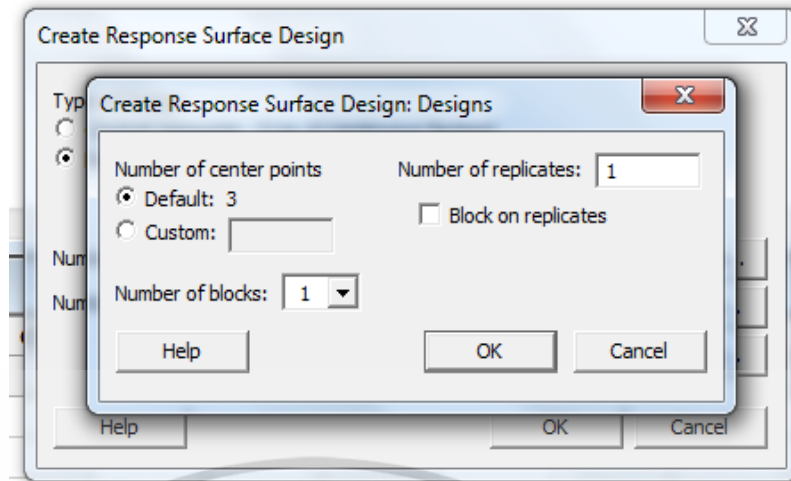 Create Response Surface Design
Create Response Surface Design: Designs
Number of center points
Default: 3
Custom:
Number of replicates: 1
Block on replicates
Number of blocks: 1
Help
OK
Cancel
Help
OK
Cancel